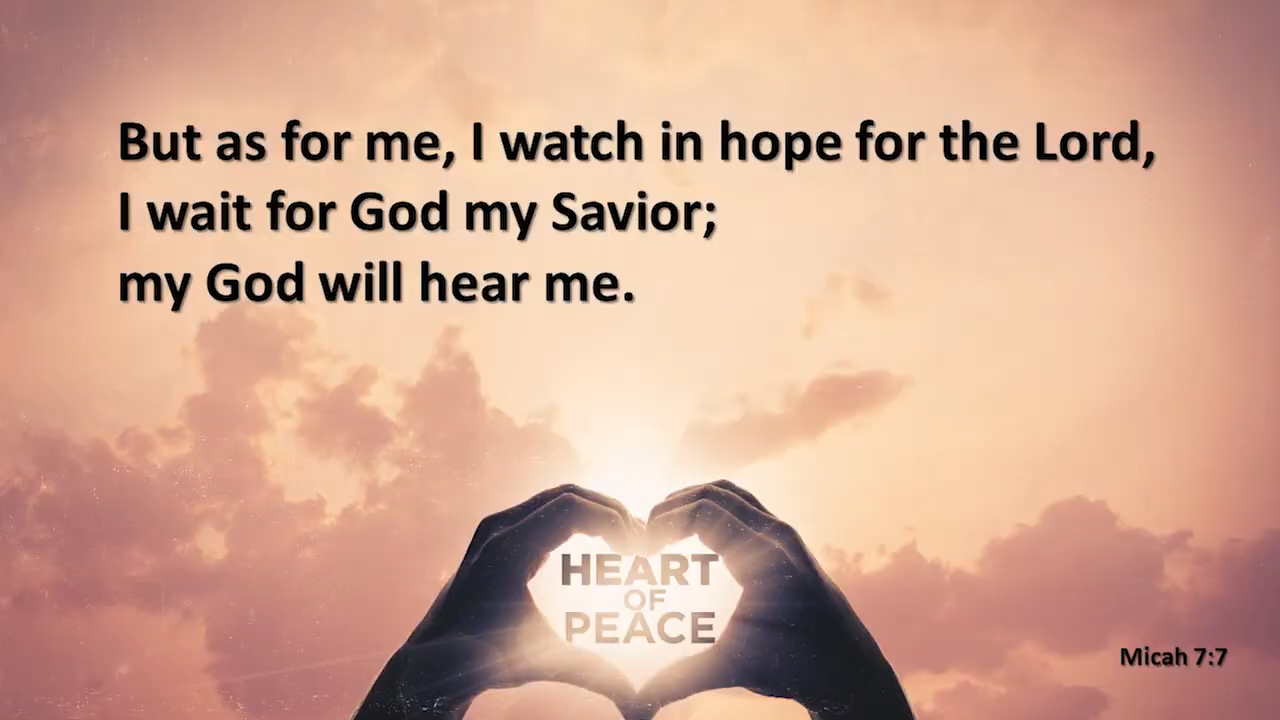 But as for me, I watch in hope for the Lord,
I wait for God my Savior;
my God will hear me.
HEART
OF
PEACE
Micah 7:7